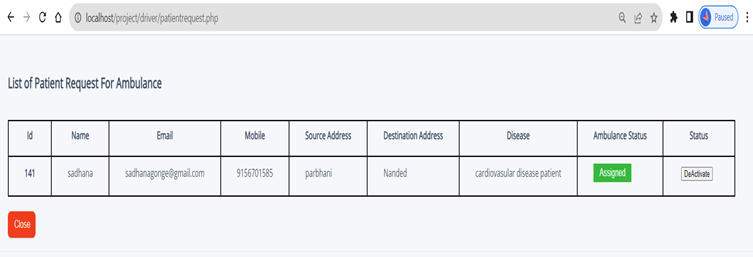 localhost/project/driver/patientrequest.php
Paused
List of Patient Request For Ambulance
Id Name Email Mobile Source Address Destination Address Disease Ambulance Status Status
141 sadhana sadhanagonge@gmail.com 9156701585 parbhani Nanded cardiovasular disease patient Assigned DeActivate
Close